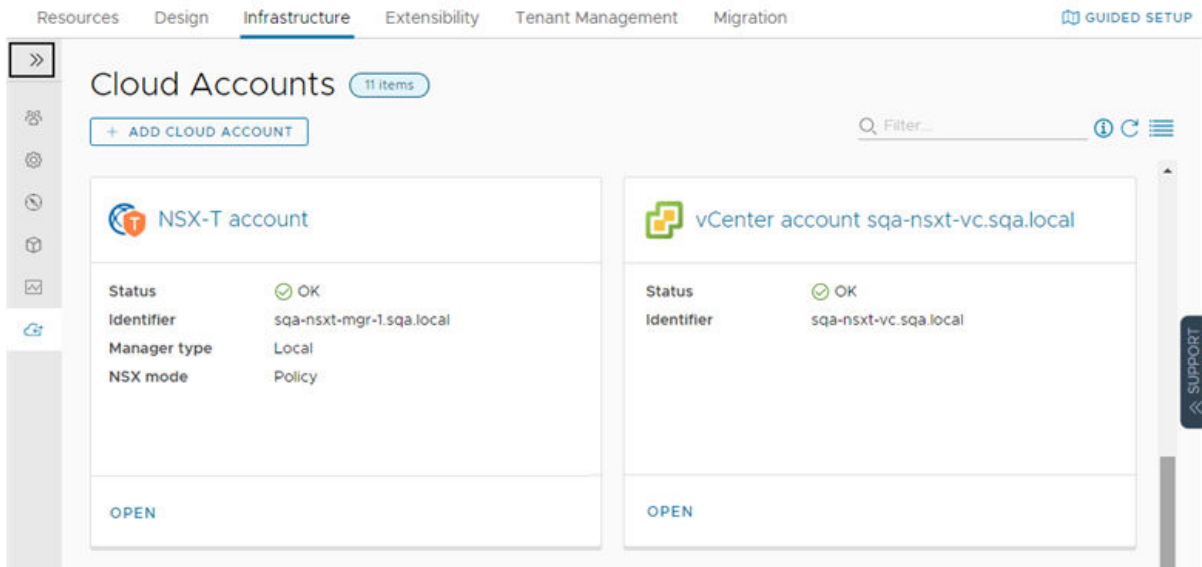 Resources Design Infrastructure Extensibility Tenant Management Migration GUIDED SETUP
Cloud Accounts 11 items
+ ADD CLOUD ACCOUNT
Filter...
NSX-T account
Status OK
Identifier sqa-nsxt-mgr-1.sqa.local
Manager type Local
NSX mode Policy
OPEN
vCenter account sqa-nsxt-vc.sqa.local
Status OK
Identifier sqa-nsxt-vc.sqa.local
OPEN
SUPPORT